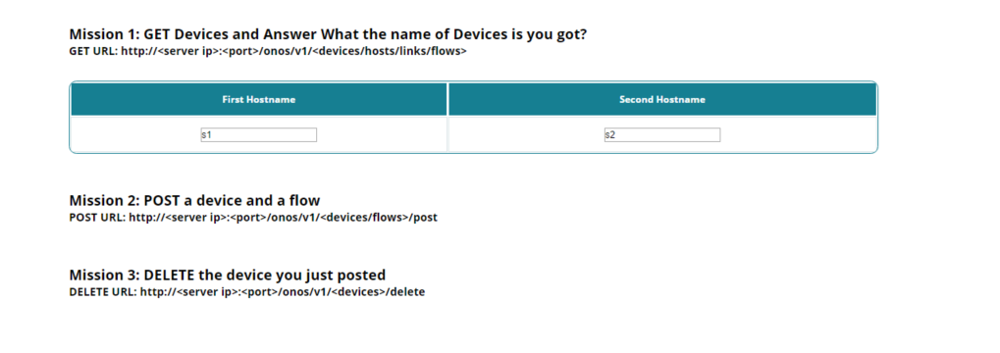 Mission 1: GET Devices and Answer What the name of Devices is you got?
GET URL: http://<server ip>:<port>/onos/v1/<devices/hosts/links/flows>
First Hostname Second Hostname
s1 s2
Mission 2: POST a device and a flow
POST URL: http://<server ip>:<port>/onos/v1/<devices/flows>/post
Mission 3: DELETE the device you just posted
DELETE URL: http://<server ip>:<port>/onos/v1/<devices>/delete